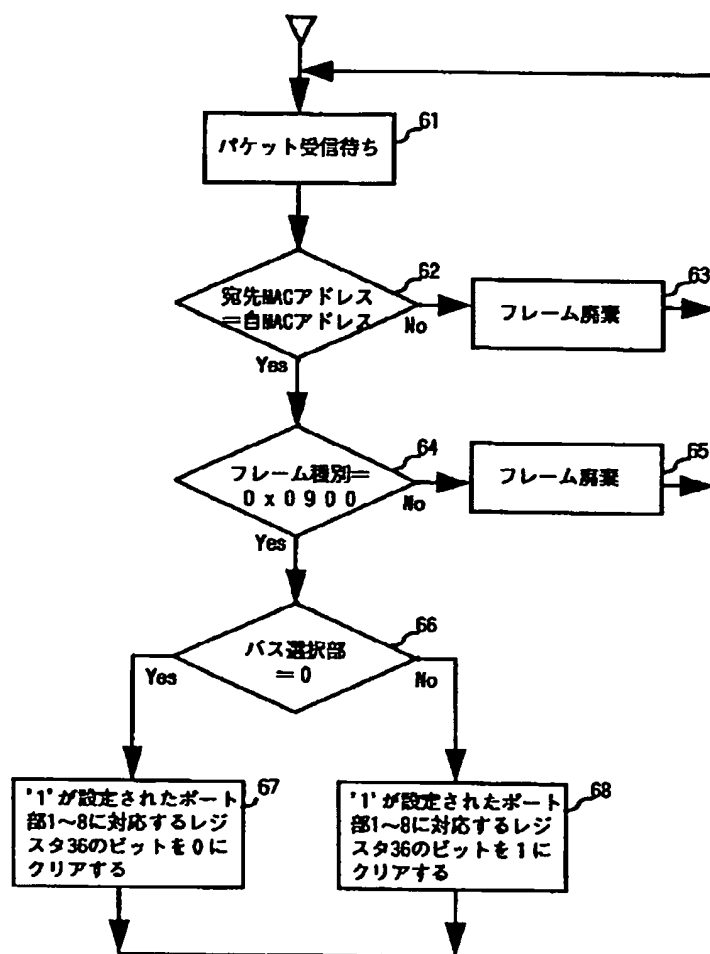 61
パケット受信待ち
62
宛先MACアドレス
＝自MACアドレス
No
Yes
63
フレーム廃棄
64
フレーム種別＝
0x0900
No
Yes
65
フレーム廃棄
66
バス選択部
＝0
Yes
No
67
'1'が設定されたポート
部1～8に対応するレジ
スタ36のビットを0に
クリアする
68
'1'が設定されたポート
部1～8に対応するレジ
スタ36のビットを1に
クリアする